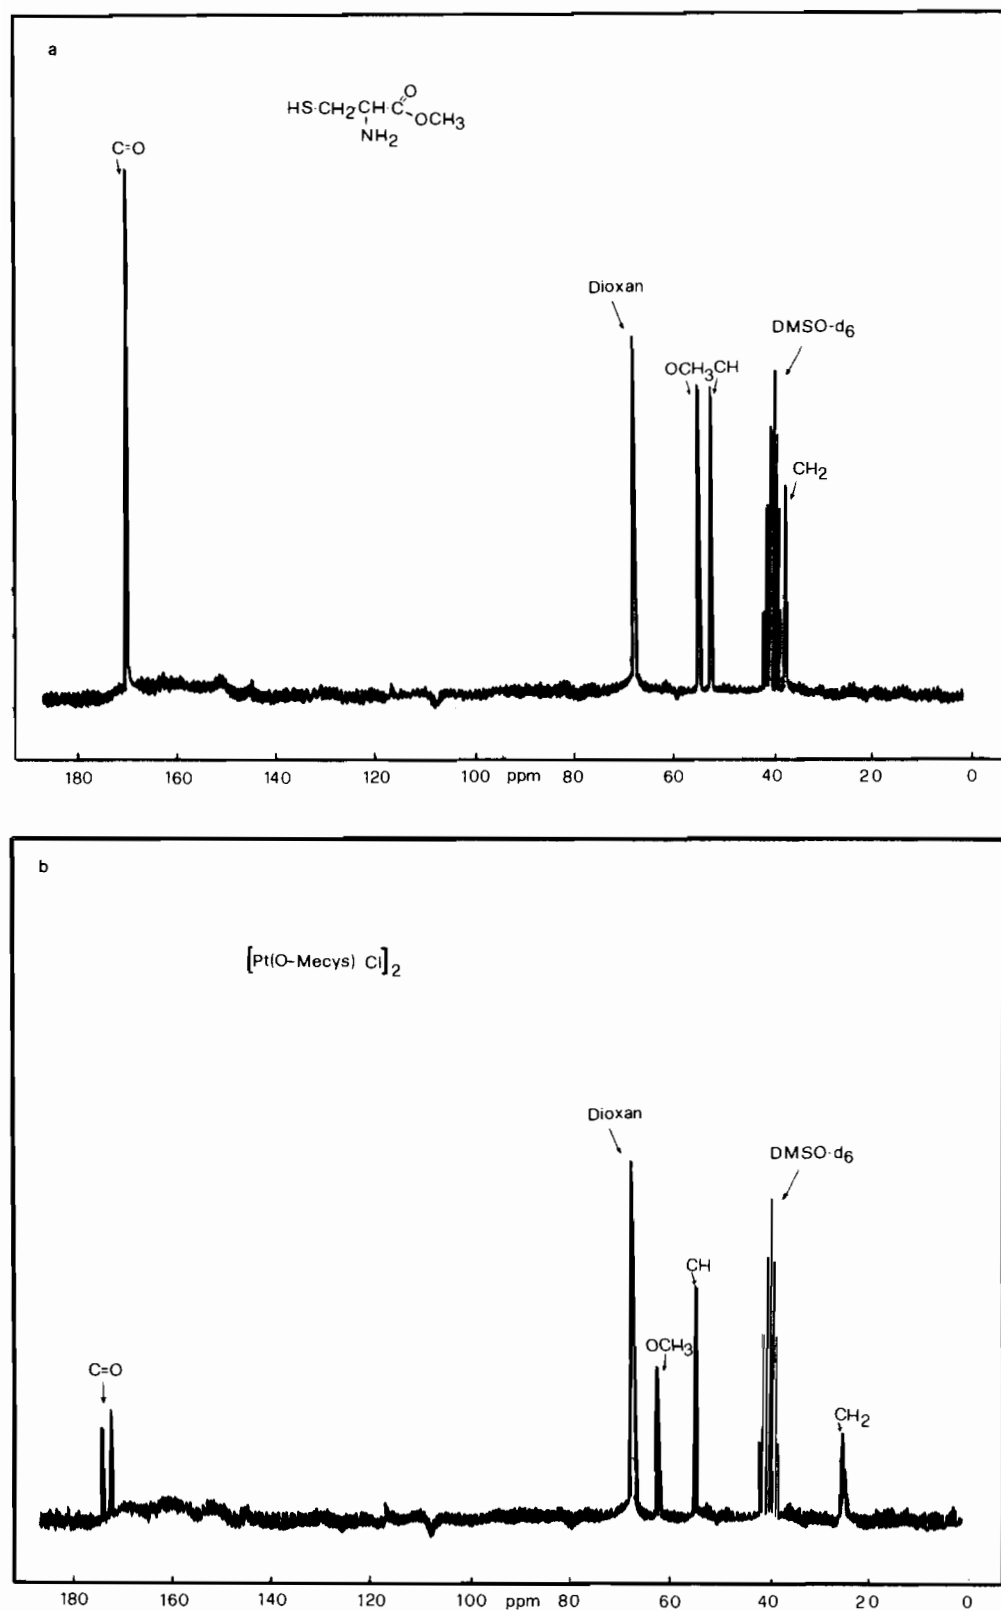 a
HS·CH2CH·C=O
OCH3
NH2
C=O
Dioxan
OCH3 CH
DMSO-d6
CH2
180 160 140 120 100 ppm 80 60 40 20 0
b
[Pt(O-Mecys) Cl]2
Dioxan
DMSO-d6
CH
OCH3
C=O
CH2
180 160 140 120 100 ppm 80 60 40 20 0